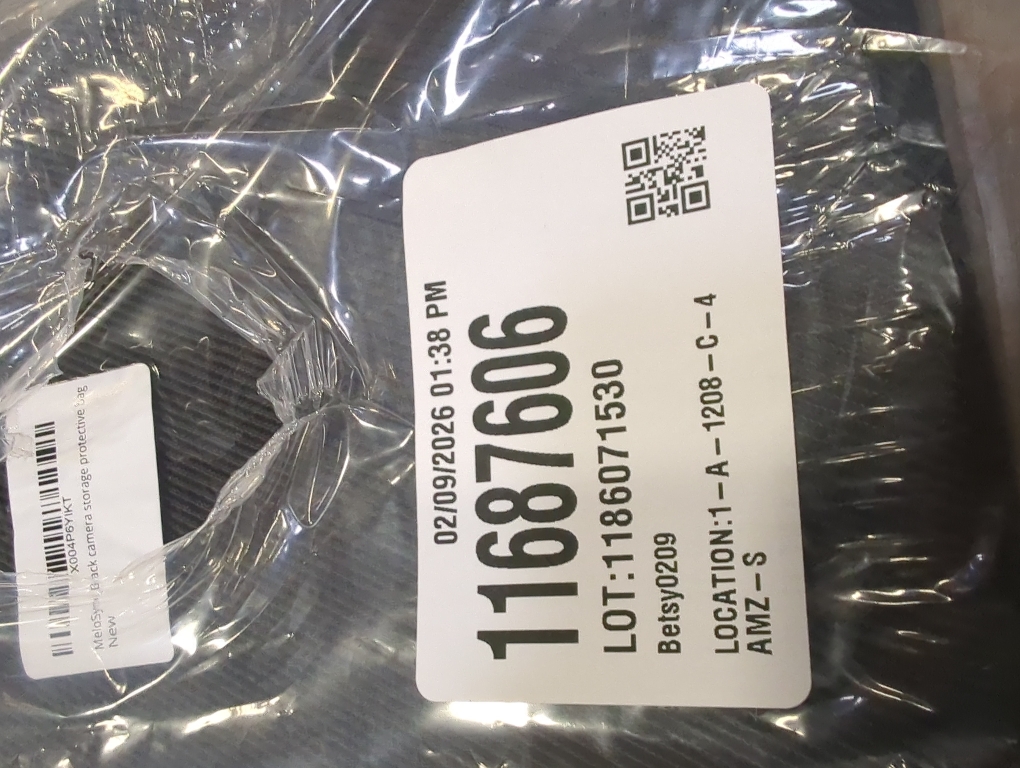 02/09/2026 01:38 PM
11687606
LOT:1186071530
Betsy0209
LOCATION:1-A-1208-C-4
AMZ-S
X004P6YIKT
Black camera storage protective bag
New